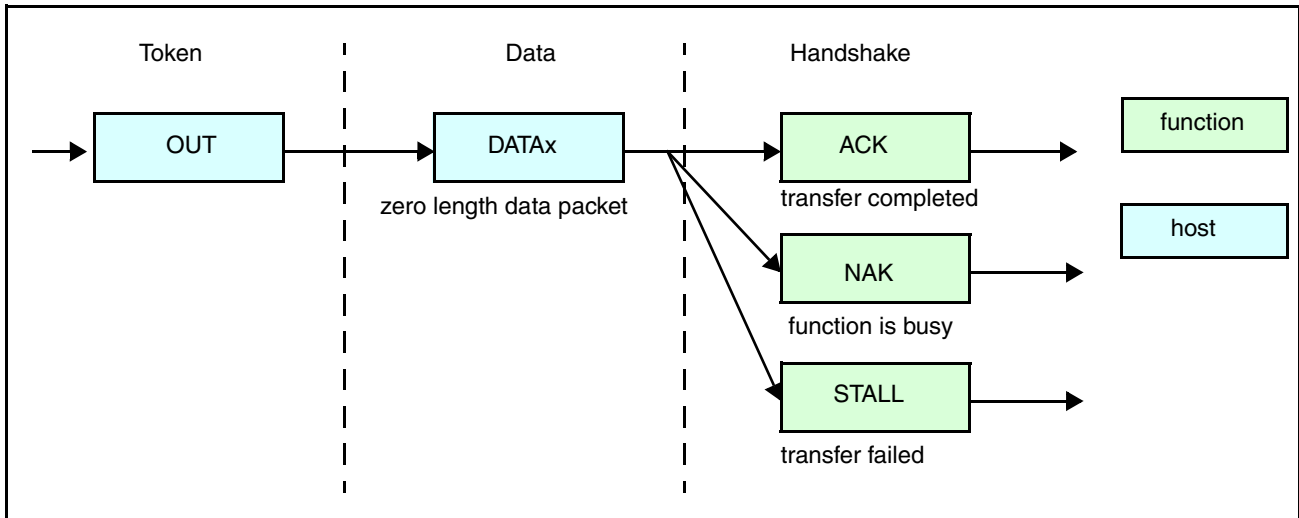 Token
Data
Handshake
OUT
DATAx
zero length data packet
ACK
transfer completed
NAK
function is busy
STALL
transfer failed
function
host